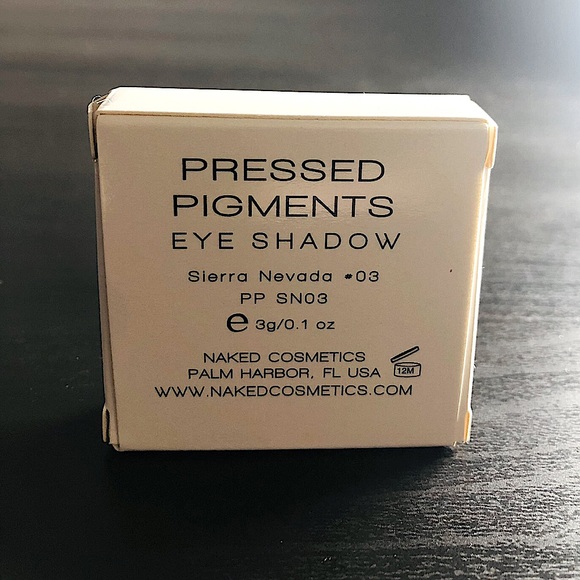 PRESSED
PIGMENTS
EYE SHADOW
Sierra Nevada #03
PP SN03
e 3g/0.1 oz
NAKED COSMETICS
PALM HARBOR, FL USA
12M
WWW.NAKEDCOSMETICS.COM